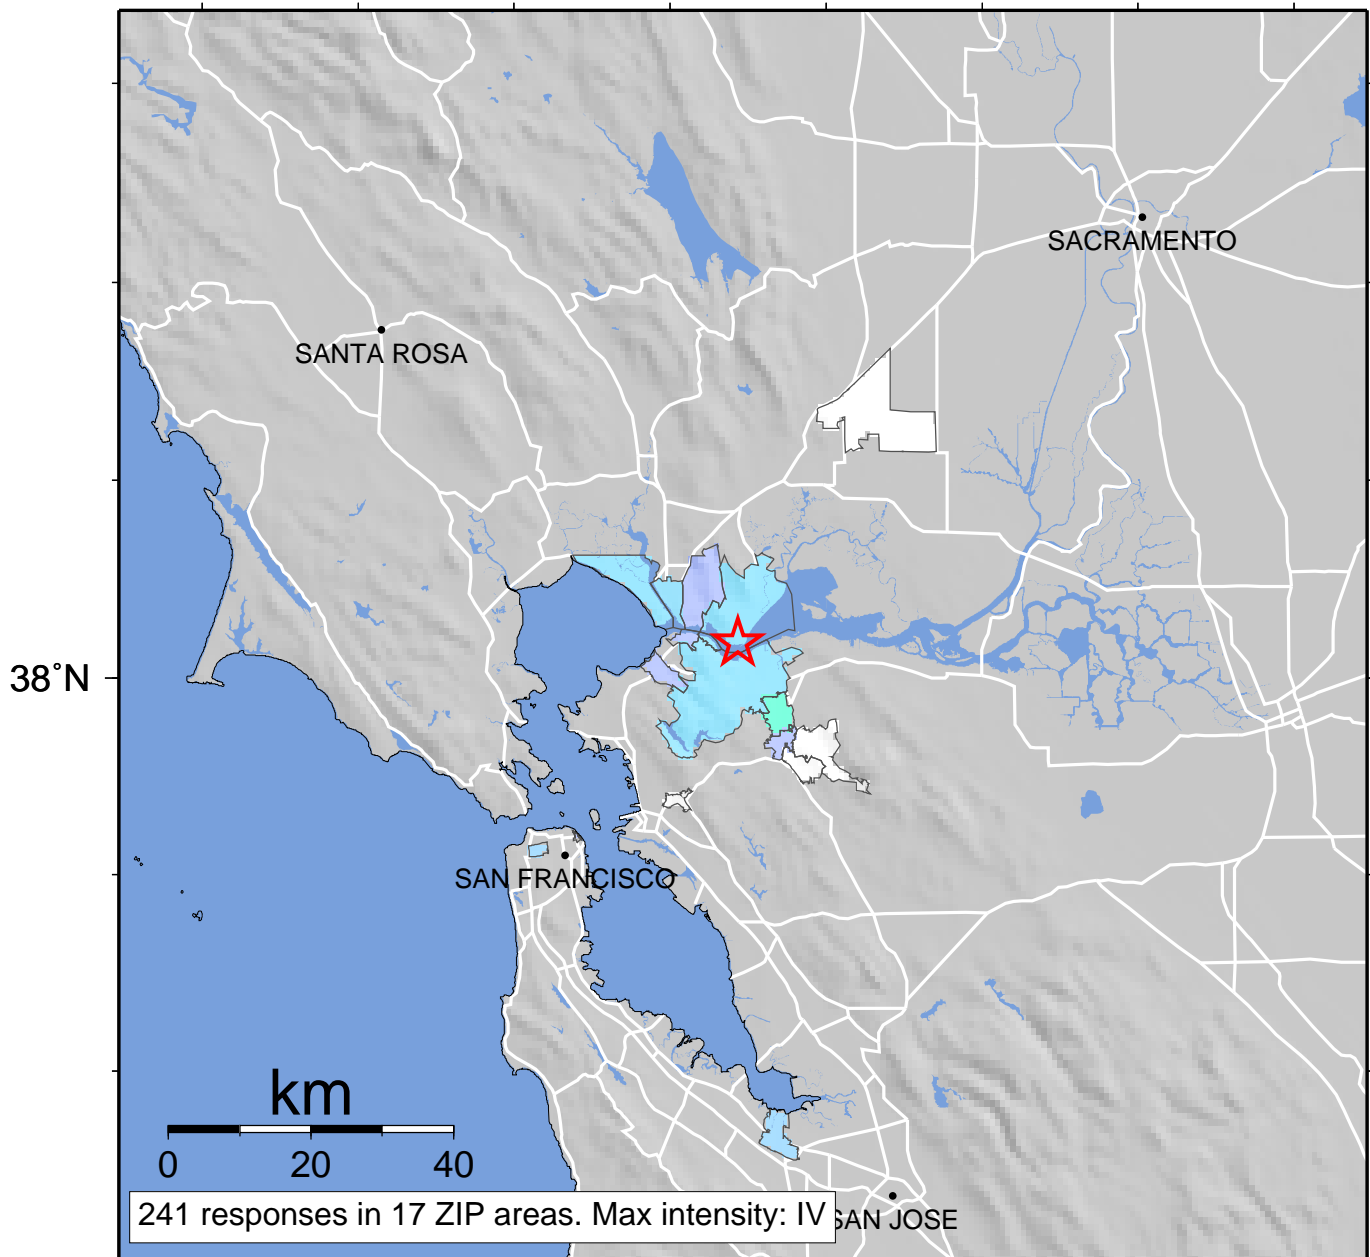 SACRAMENTO
SANTA ROSA
38°N
SAN FRANCISCO
km
0 20 40
241 responses in 17 ZIP areas. Max intensity: IV
SAN JOSE